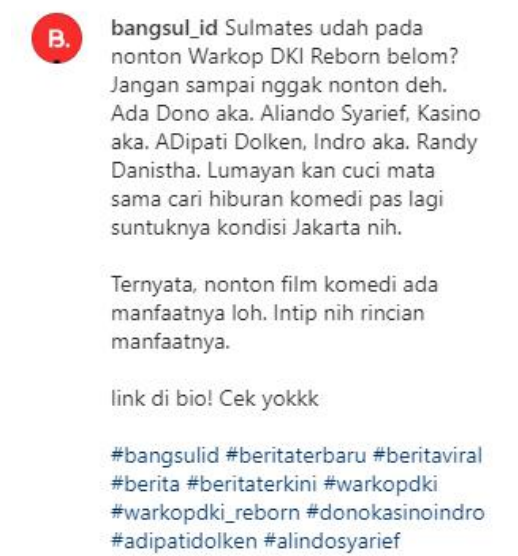 B.
bangsul_id Sulmates udah pada
nonton Warkop DKI Reborn belom?
Jangan sampai nggak nonton deh.
Ada Dono aka. Aliando Syarief, Kasino
aka. ADipati Dolken, Indro aka. Randy
Danistha. Lumayan kan cuci mata
sama cari hiburan komedi pas lagi
suntuknya kondisi Jakarta nih.
Ternyata, nonton film komedi ada
manfaatnya loh. Intip nih rincian
manfaatnya.
link di bio! Cek yokkk
#bangsulid #beritaterbaru #beritaviral
#berita #beritaterkini #warkopdki
#warkopdki_reborn #donokasinoindro
#adipatidolken #alindosyarief